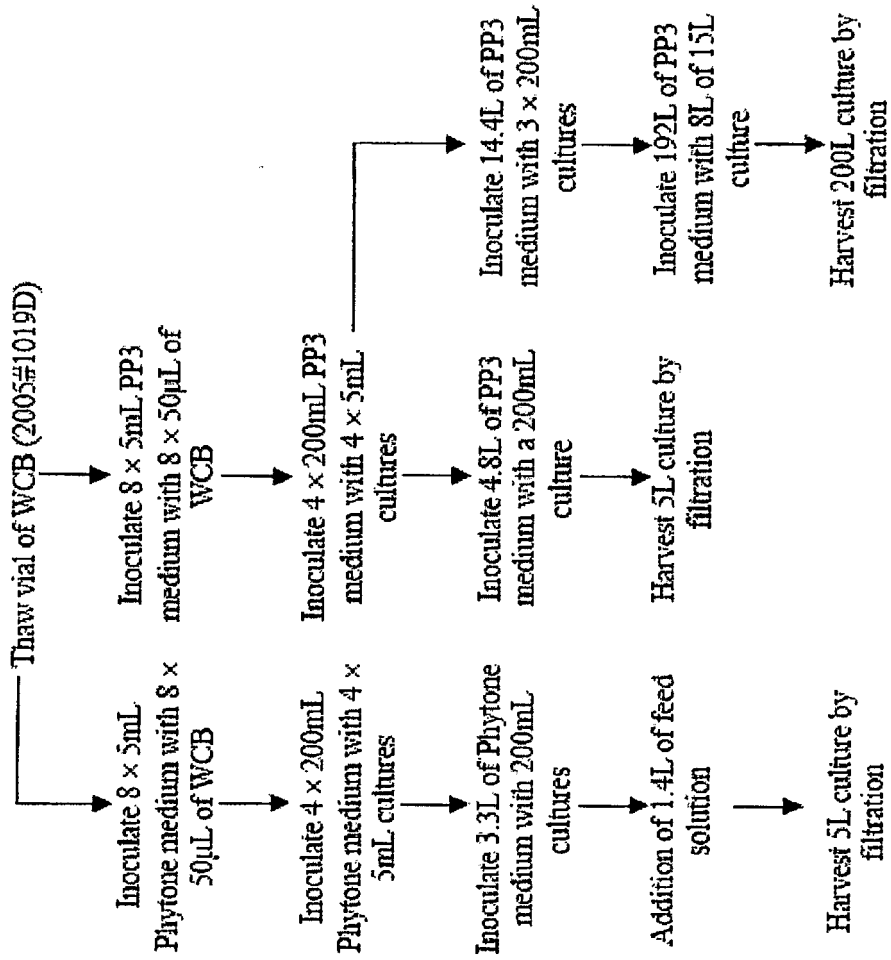 Thaw vial of WCB (2005#1019D)
Inoculate 8 × 5mL
Phytone medium with 8 ×
50µL of WCB
Inoculate 4 × 200mL
Phytone medium with 4 ×
5mL cultures
Inoculate 3.3L of Phytone
medium with 200mL
cultures
Addition of 1.4L of feed
solution
Harvest 5L culture by
filtration
Inoculate 8 × 5mL PP3
medium with 8 × 50µL of
WCB
Inoculate 4 × 200mL PP3
medium with 4 × 5mL
cultures
Inoculate 4.8L of PP3
medium with a 200mL
culture
Harvest 5L culture by
filtration
Inoculate 14.4L of PP3
medium with 3 × 200mL
cultures
Inoculate 192L of PP3
medium with 8L of 15L
culture
Harvest 200L culture by
filtration